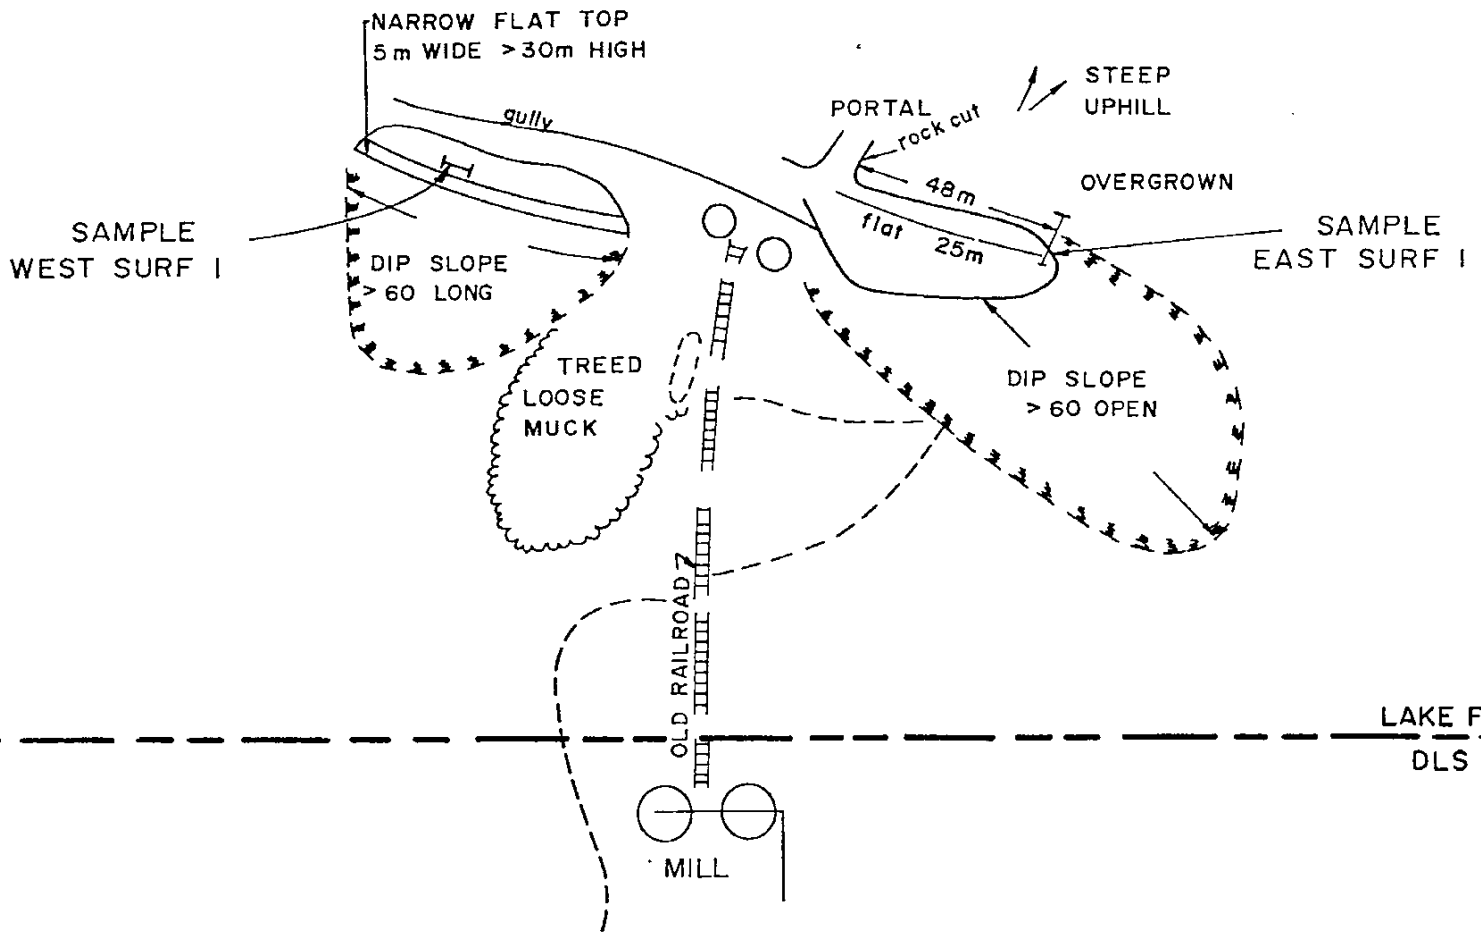 NARROW FLAT TOP
5m WIDE >30m HIGH
gully
PORTAL
rock cut
STEEP
UPHILL
48m
OVERGROWN
flat 25m
SAMPLE
WEST SURF I
SAMPLE
EAST SURF I
DIP SLOPE
> 60 LONG
TREED
LOOSE
MUCK
DIP SLOPE
> 60 OPEN
OLD RAILROAD
LAKE F
DLS
MILL